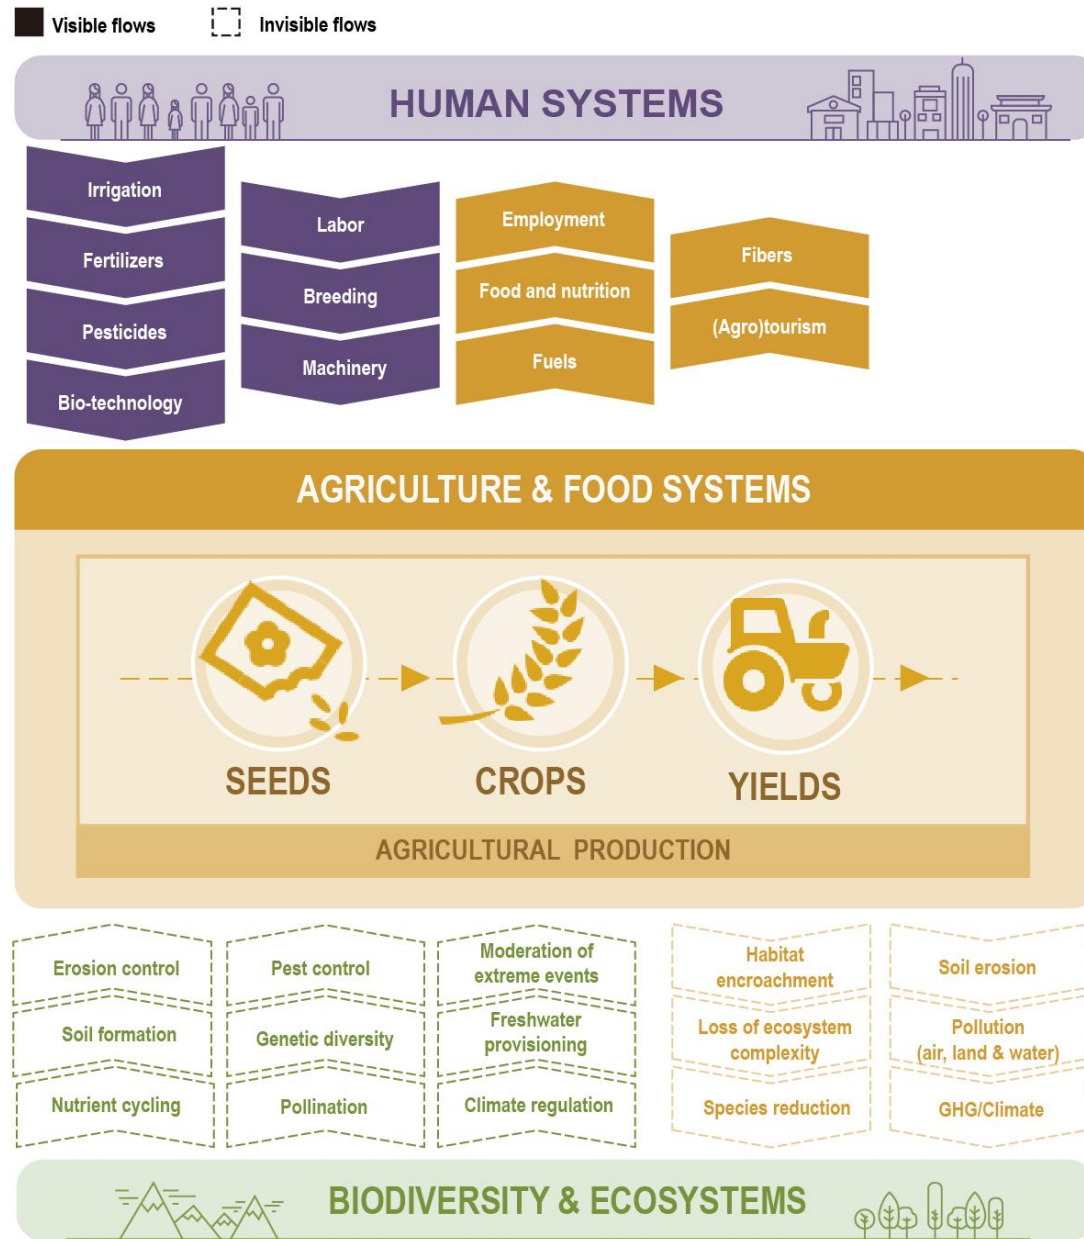 Visible flows
Invisible flows
HUMAN SYSTEMS
Irrigation
Fertilizers
Pesticides
Bio-technology
Labor
Breeding
Machinery
Employment
Food and nutrition
Fuels
Fibers
(Agro)tourism
AGRICULTURE & FOOD SYSTEMS
SEEDS
CROPS
YIELDS
AGRICULTURAL PRODUCTION
Erosion control
Soil formation
Nutrient cycling
Pest control
Genetic diversity
Pollination
Moderation of
extreme events
Freshwater
provisioning
Climate regulation
Habitat
encroachment
Loss of ecosystem
complexity
Species reduction
Soil erosion
Pollution
(air, land & water)
GHG/Climate
BIODIVERSITY & ECOSYSTEMS